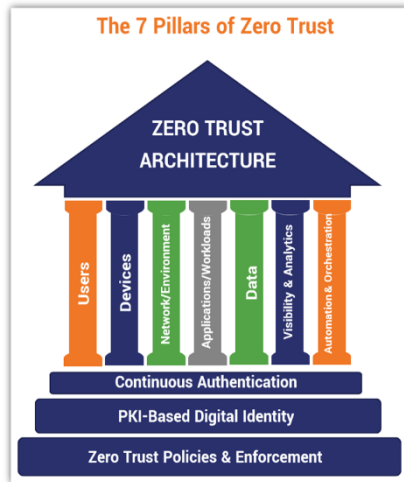 The 7 Pillars of Zero Trust
ZERO TRUST
ARCHITECTURE
Users
Devices
Network/Environment
Applications/Workloads
Data
Visibility & Analytics
Automation & Orchestration
Continuous Authentication
PKI-Based Digital Identity
Zero Trust Policies & Enforcement